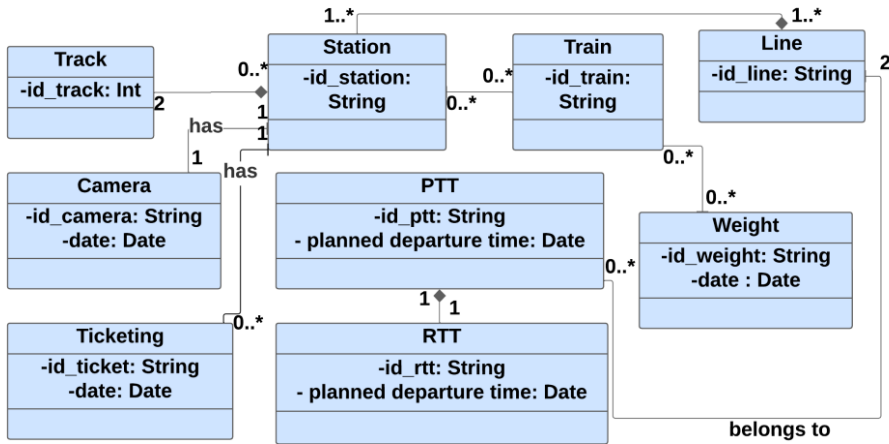 1..*
1..*
Track
-id_track: Int
2
0..*
Station
-id_station:
String
0..*
0..*
Train
-id_train:
String
Line
-id_line: String
2
has
1
1
1
has
0..*
0..*
Camera
-id_camera: String
-date: Date
PTT
-id_ptt: String
- planned departure time: Date
0..*
Weight
-id_weight: String
-date : Date
1
1
0..*
Ticketing
-id_ticket: String
-date: Date
RTT
-id_rtt: String
- planned departure time: Date
belongs to